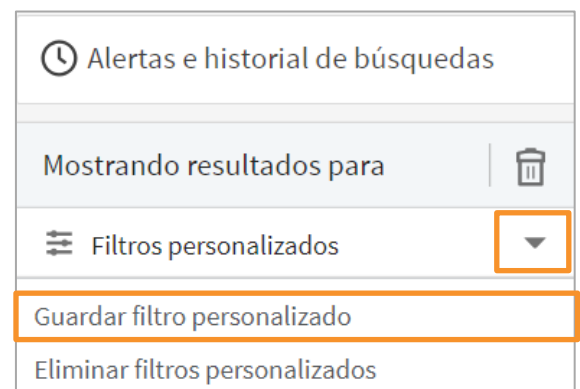 Alertas e historial de búsquedas
Mostrando resultados para
Filtros personalizados
Guardar filtro personalizado
Eliminar filtros personalizados